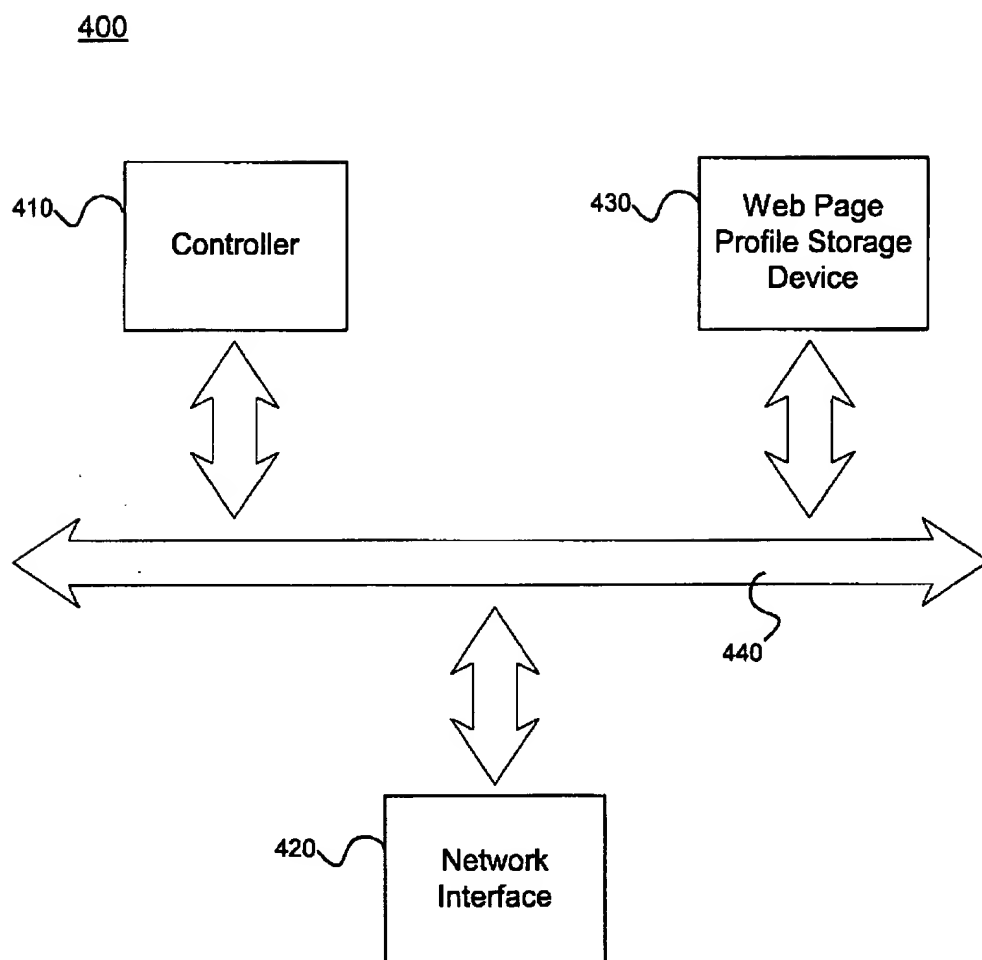 400
410
Controller
430
Web Page
Profile Storage
Device
440
420
Network
Interface